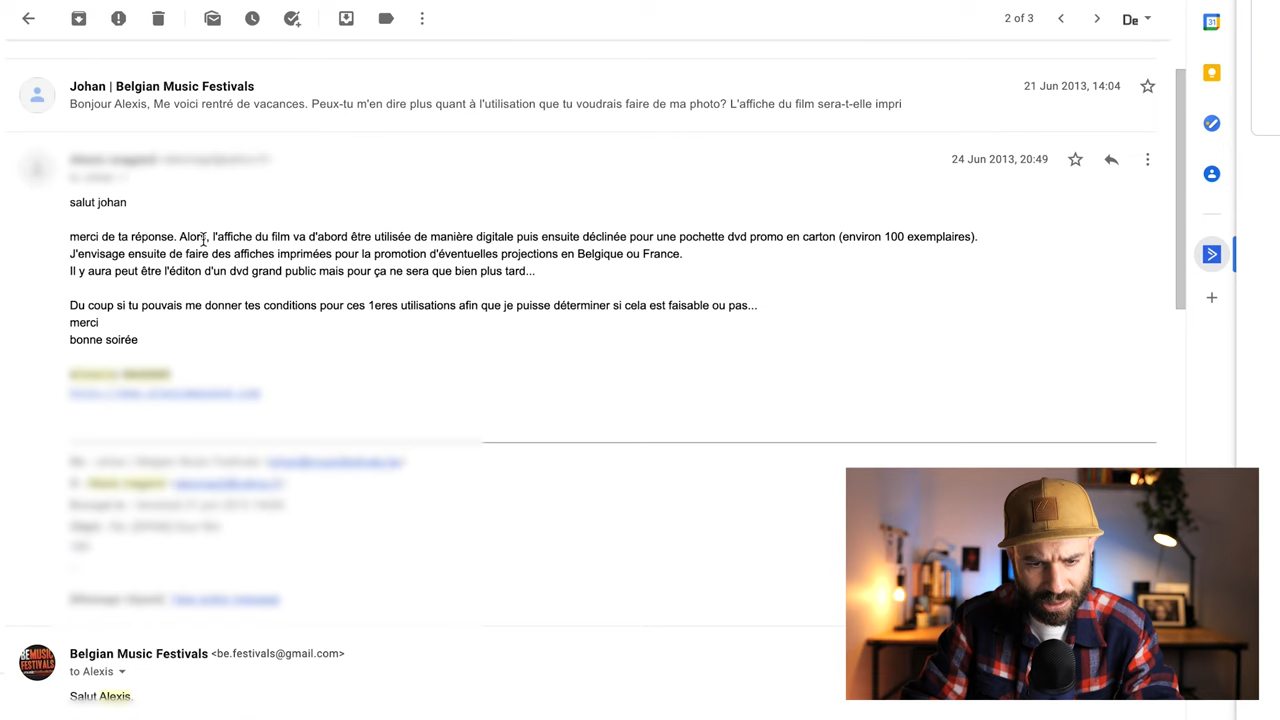 2 of 3
De
31
Johan | Belgian Music Festivals
21 Jun 2013, 14:04
Bonjour Alexis, Me voici rentré de vacances. Peux-tu m'en dire plus quant à l'utilisation que tu voudrais faire de ma photo? L'affiche du film sera-t-elle impri
24 Jun 2013, 20:49
salut johan
merci de ta réponse. Alors, l'affiche du film va d'abord être utilisée de manière digitale puis ensuite déclinée pour une pochette dvd promo en carton (environ 100 exemplaires).
J'envisage ensuite de faire des affiches imprimées pour la promotion d'éventuelles projections en Belgique ou France.
Il y aura peut être l'éditon d'un dvd grand public mais pour ça ne sera que bien plus tard...
Du coup si tu pouvais me donner tes conditions pour ces 1eres utilisations afin que je puisse déterminer si cela est faisable ou pas...
merci
bonne soirée
BEMUSIC
FESTIVALS
Belgian Music Festivals <be.festivals@gmail.com>
to Alexis
Salut Alexis.